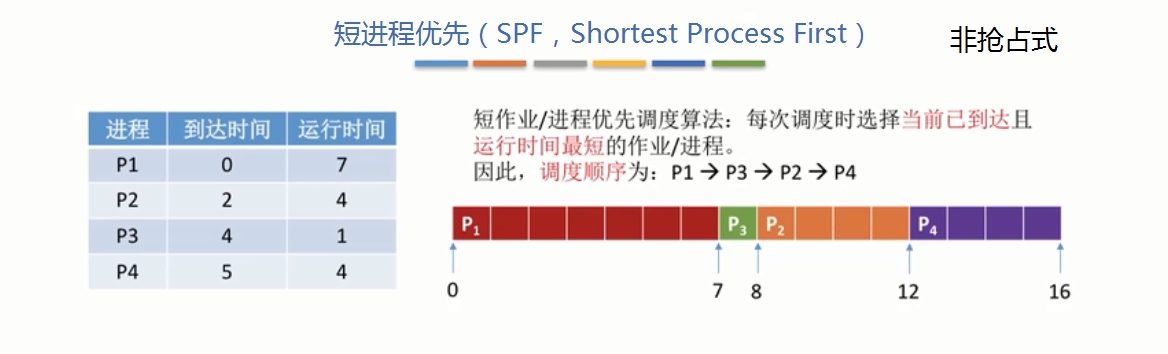 短进程优先（SPF，Shortest Process First）
非抢占式
进程 到达时间 运行时间
P1 0 7
P2 2 4
P3 4 1
P4 5 4
短作业/进程优先调度算法：每次调度时选择当前已到达且
运行时间最短的作业/进程。
因此，调度顺序为：P1 → P3 → P2 → P4
P₁ P₃ P₂ P₄
0 7 8 12 16